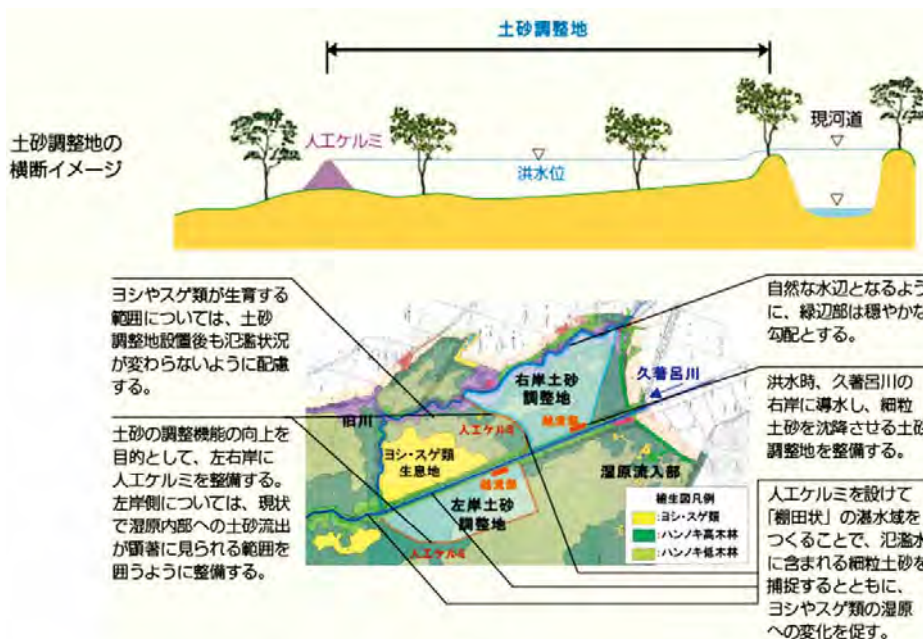 土砂調整地
土砂調整地の
横断イメージ
人工ケルミ
洪水位
現河道
ヨシやスゲ類が生育する
範囲については、土砂
調整地設置後も氾濫状況
が変わらないように配慮
する。
土砂の調整機能の向上を
目的として、左右岸に
人工ケルミを整備する。
左岸側については、現状
で湿原内部への土砂流出
が顕著に見られる範囲を
囲うように整備する。
右岸土砂
調整地
久著呂川
旧川
人工ケルミ
越流部
ヨシ・スゲ類
生息地
越流部
湿原流入部
左岸土砂
調整地
人工ケルミ
植生図凡例
:ヨシ・スゲ類
:ハンノキ高木林
:ハンノキ低木林
自然な水辺となるよう
に、緑辺部は穏やかな
勾配とする。
洪水時、久著呂川の
右岸に導水し、細粒
土砂を沈降させる土砂
調整地を整備する。
人工ケルミを設けて
「棚田状」の湛水域を
つくることで、氾濫水
に含まれる細粒土砂を
捕捉するとともに、
ヨシやスゲ類の湿原
への変化を促す。